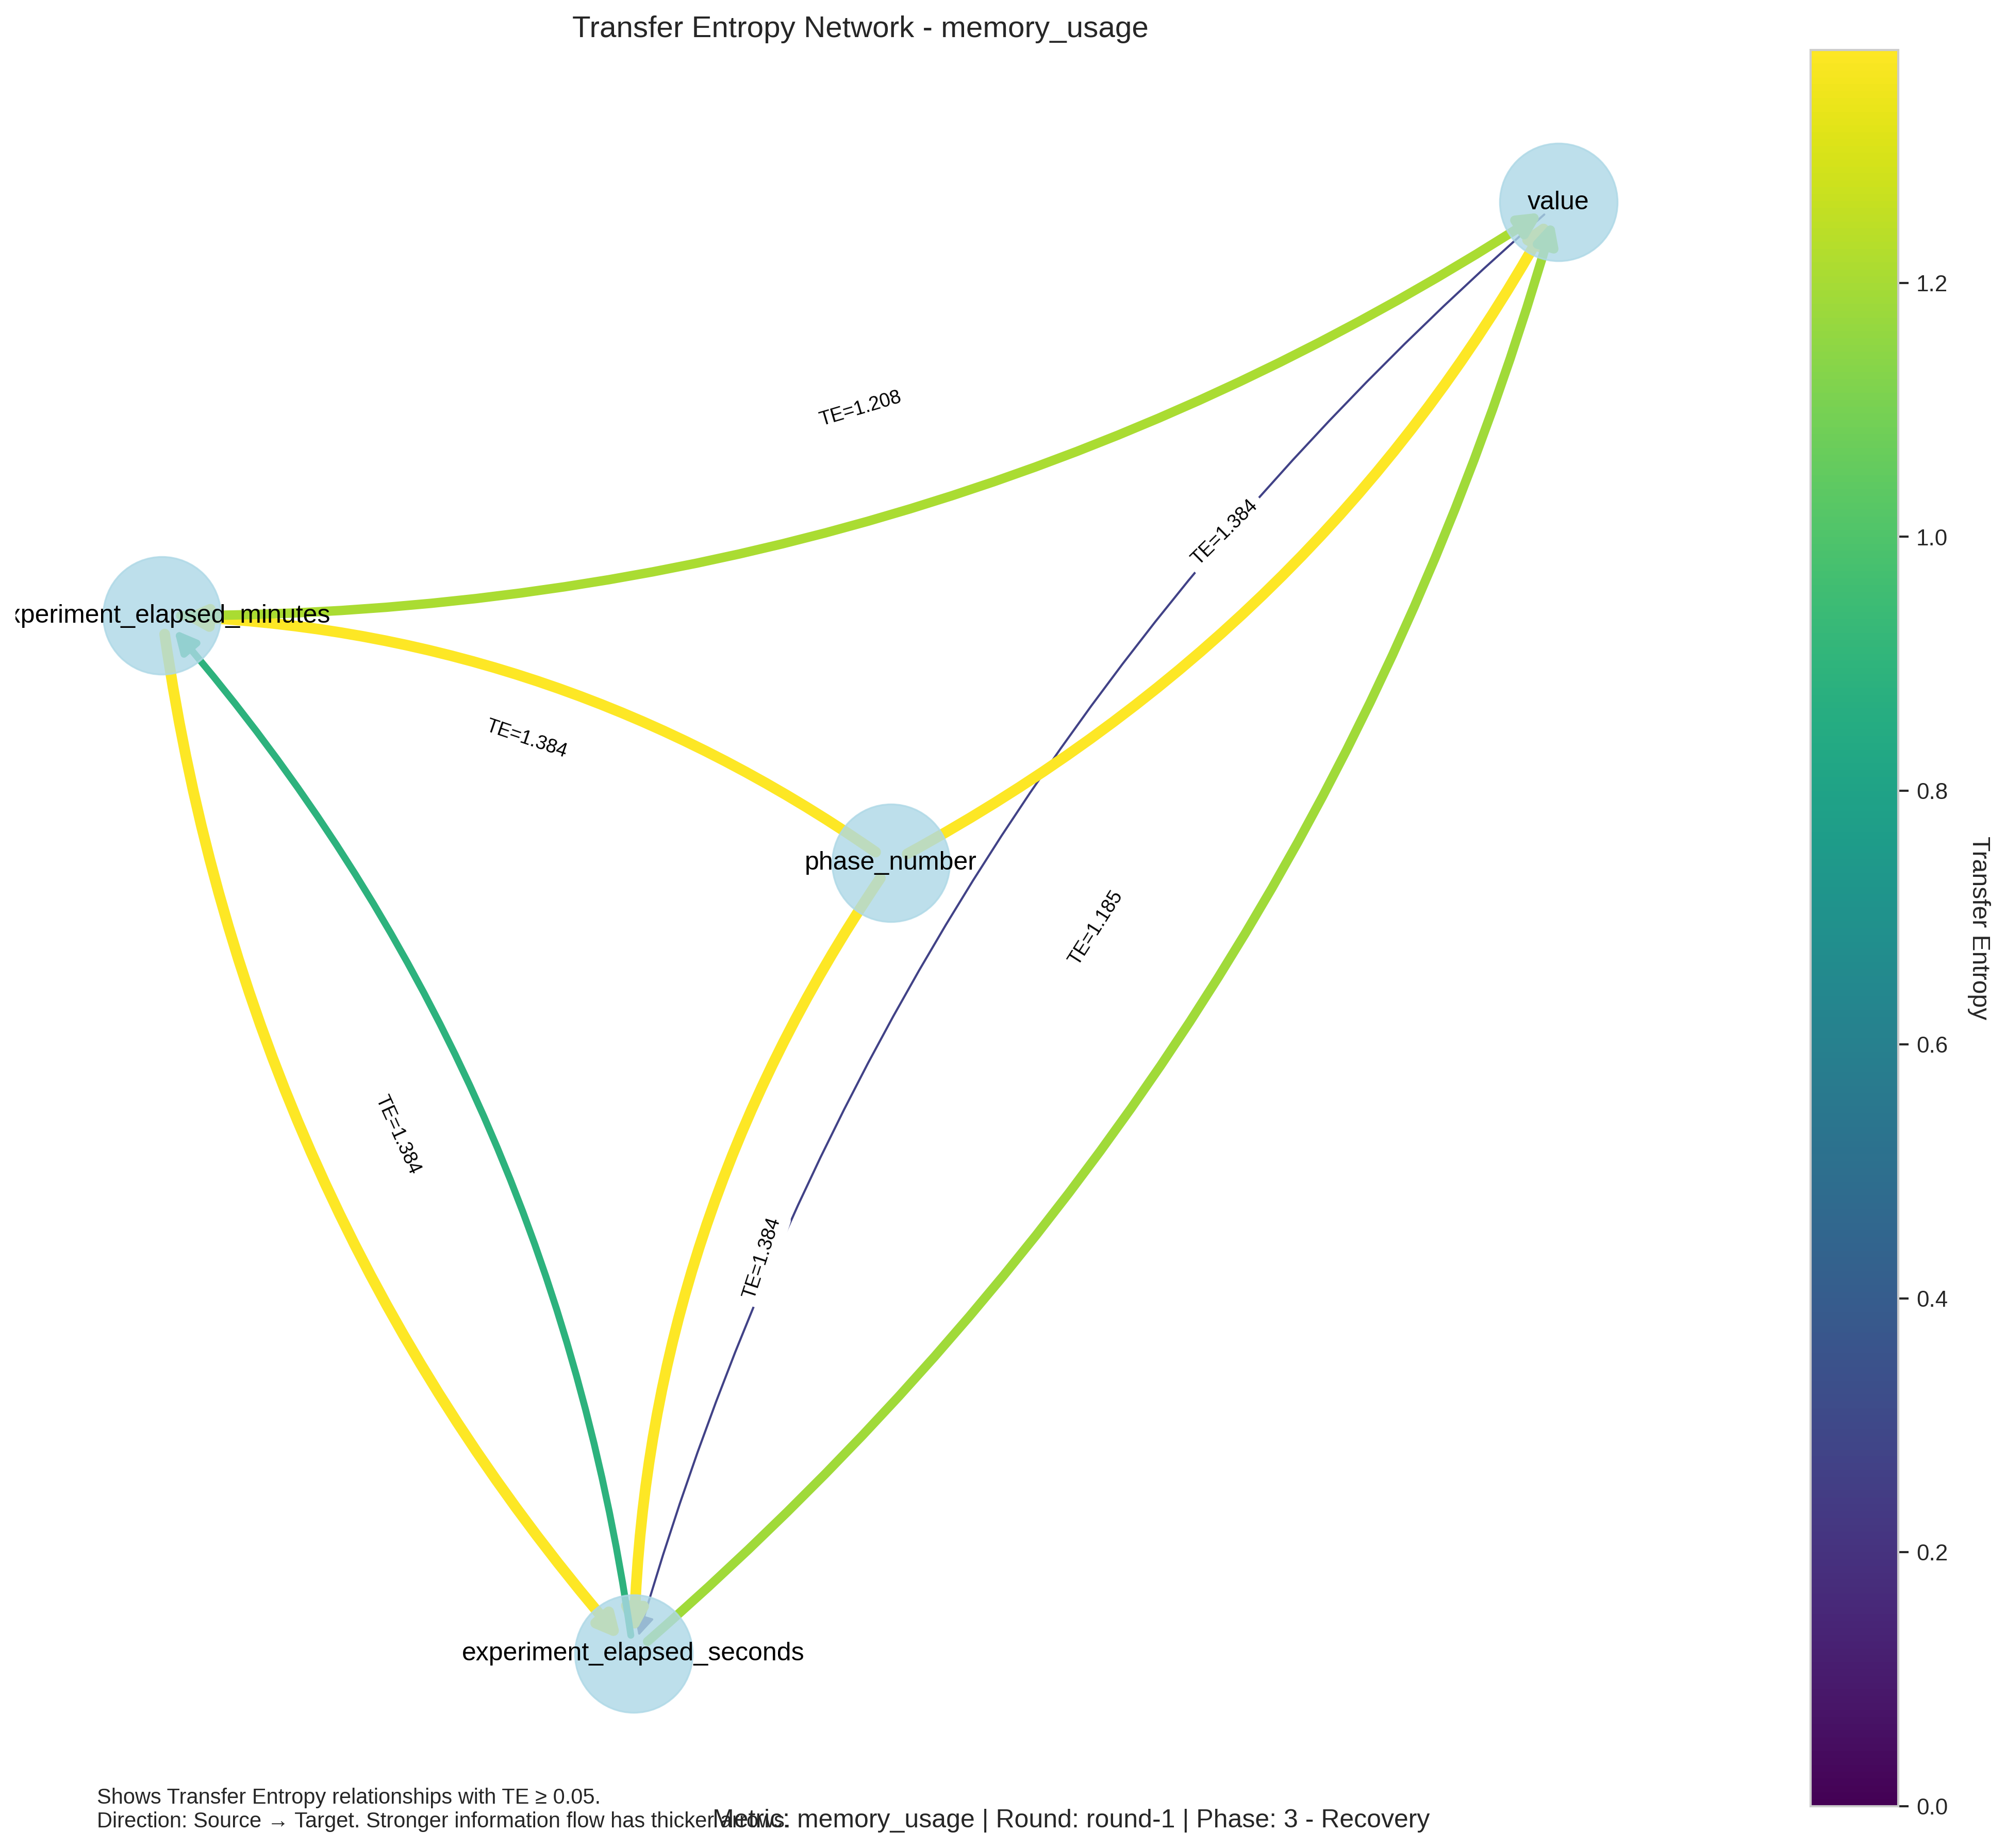 Transfer Entropy Network - memory_usage
value
1.2
TE=1.208
TE=1.384
1.0
xperiment_elapsed_minutes
TE=1.384
0.8
phase_number
Transfer Entropy
TE=1.185
0.6
TE=1.384
TE=1.384
0.4
0.2
experiment_elapsed_seconds
Shows Transfer Entropy relationships with TE ≥ 0.05.
0.0
Direction: Source → Target. Stronger information flow has thicker arrows.
Metric: memory_usage | Round: round-1 | Phase: 3 - Recovery